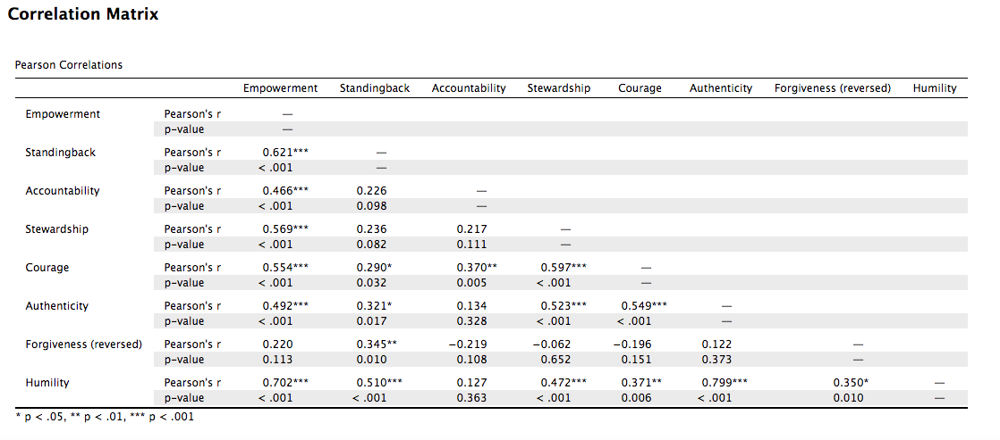 Correlation Matrix
Pearson Correlations
Empowerment Standingback Accountability Stewardship Courage Authenticity Forgiveness (reversed) Humility
Empowerment Pearson's r —
p-value —
Standingback Pearson's r 0.621*** —
p-value < .001 —
Accountability Pearson's r 0.466*** 0.226 —
p-value < .001 0.098 —
Stewardship Pearson's r 0.569*** 0.236 0.217 —
p-value < .001 0.082 0.111 —
Courage Pearson's r 0.554*** 0.290* 0.370** 0.597*** —
p-value < .001 0.032 0.005 < .001 —
Authenticity Pearson's r 0.492*** 0.321* 0.134 0.523*** 0.549*** —
p-value < .001 0.017 0.328 < .001 < .001 —
Forgiveness (reversed) Pearson's r 0.220 0.345** −0.219 −0.062 −0.196 0.122 —
p-value 0.113 0.010 0.108 0.652 0.151 0.373 —
Humility Pearson's r 0.702*** 0.510*** 0.127 0.472*** 0.371** 0.799*** 0.350* —
p-value < .001 < .001 0.363 < .001 0.006 < .001 0.010 —
* p < .05, ** p < .01, *** p < .001